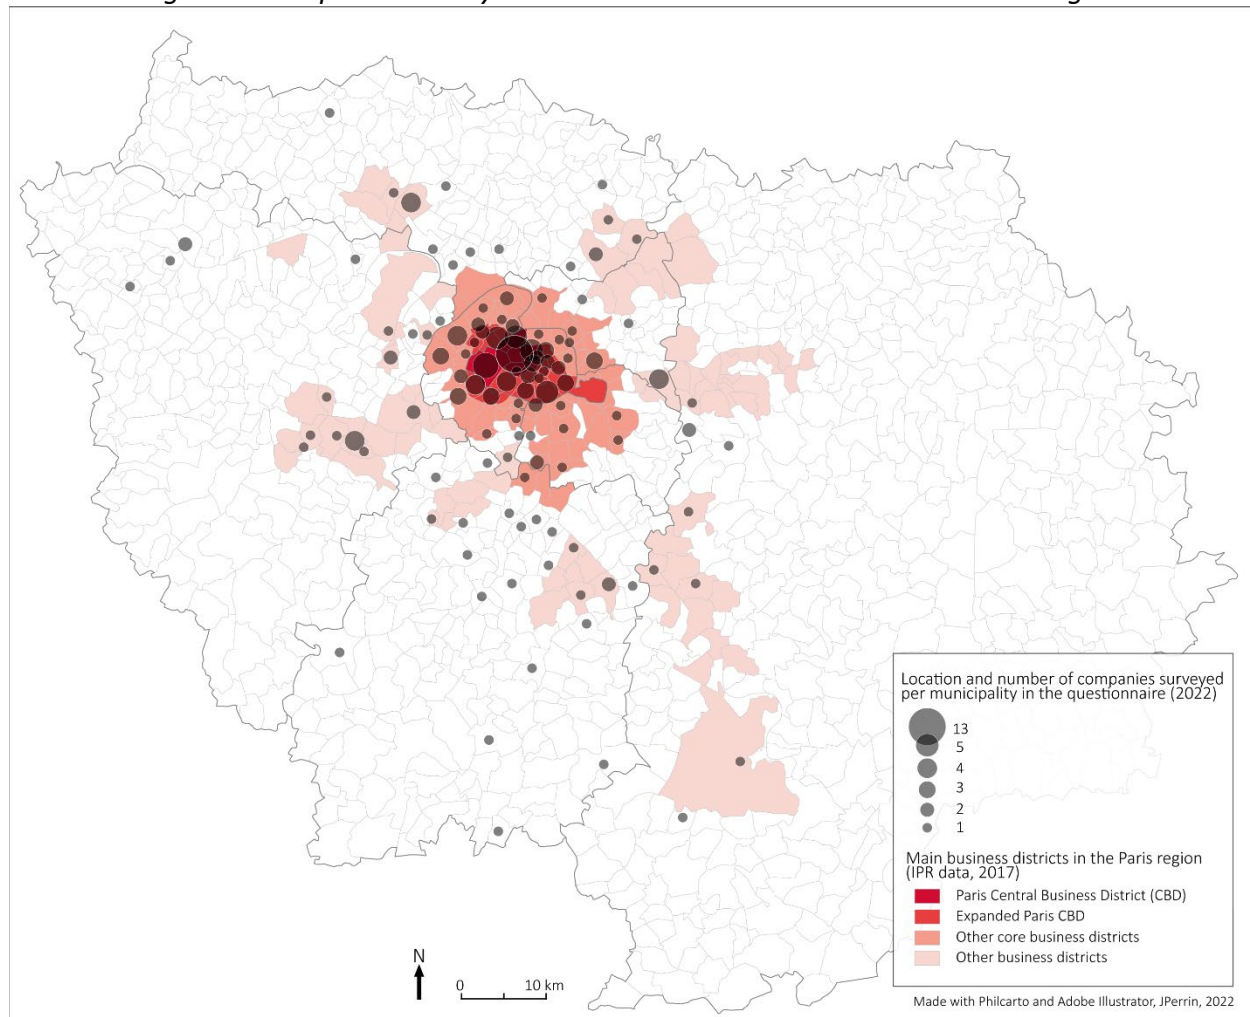 N
0 10 km
Location and number of companies surveyed
per municipality in the questionnaire (2022)
13
5
4
3
2
1
Main business districts in the Paris region
(IPR data, 2017)
Paris Central Business District (CBD)
Expanded Paris CBD
Other core business districts
Other business districts
Made with Philcarto and Adobe Illustrator, JPerrin, 2022